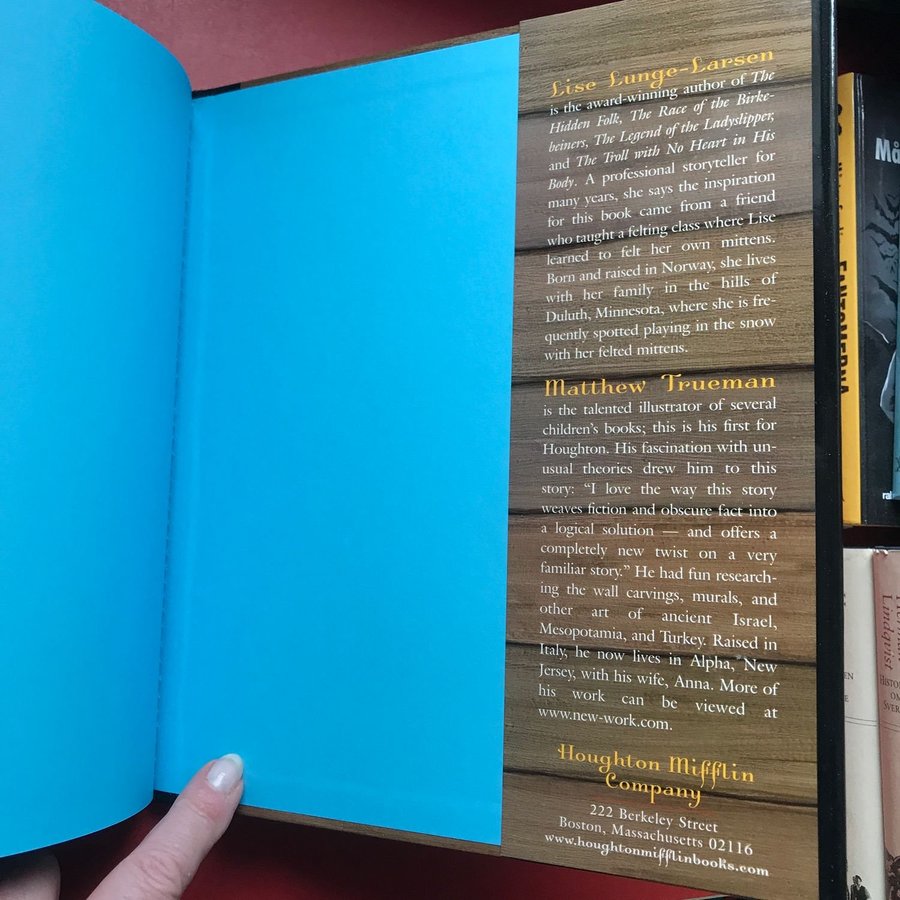 Lise Lunge-Larsen
is the award-winning author of The
Hidden Folk, The Race of the Birke-
beiners, The Legend of the Ladyslipper,
and The Troll with No Heart in His
Body. A professional storyteller for
many years, she says the inspiration
for this book came from a friend
who taught a felting class where Lise
learned to felt her own mittens.
Born and raised in Norway, she lives
with her family in the hills of
Duluth, Minnesota, where she is fre-
quently spotted playing in the snow
with her felted mittens.
Matthew Trueman
is the talented illustrator of several
children's books; this is his first for
Houghton. His fascination with un-
usual theories drew him to this
story: “I love the way this story
weaves fiction and obscure fact into
a logical solution — and offers a
completely new twist on a very
familiar story.” He had fun research-
ing the wall carvings, murals, and
other art of ancient Israel,
Mesopotamia, and Turkey. Raised in
Italy, he now lives in Alpha, New
Jersey, with his wife, Anna. More of
his work can be viewed at
www.new-work.com.
Houghton Mifflin
Company
222 Berkeley Street
Boston, Massachusetts 02116
www.houghtonmifflinbooks.com
FANTOMERNA
Må
Herman
Lindqvist
HISTO
OM
SVER